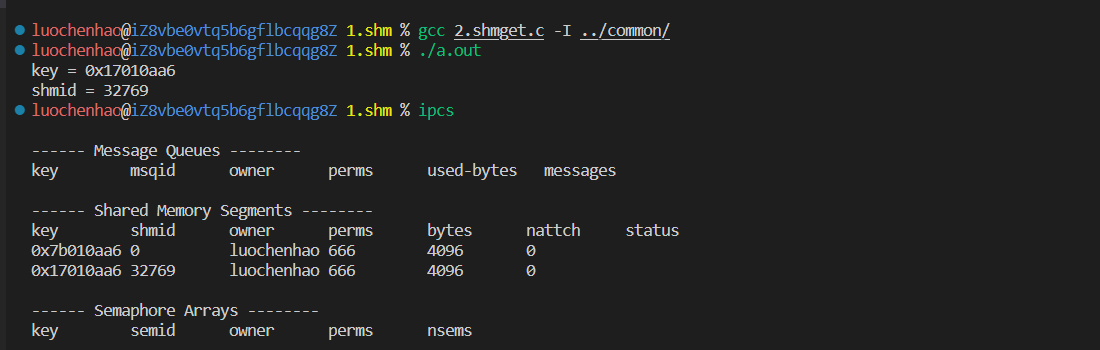 luochenhao@iZ8vbe0vtq5b6gflbcqqg8Z 1.shm % gcc 2.shmget.c -I ../common/
luochenhao@iZ8vbe0vtq5b6gflbcqqg8Z 1.shm % ./a.out
key = 0x17010aa6
shmid = 32769
luochenhao@iZ8vbe0vtq5b6gflbcqqg8Z 1.shm % ipcs
------ Message Queues --------
key        msqid      owner      perms      used-bytes   messages
------ Shared Memory Segments --------
key        shmid      owner      perms      bytes      nattch     status
0x7b010aa6 0          luochenhao 666        4096       0
0x17010aa6 32769      luochenhao 666        4096       0
------ Semaphore Arrays --------
key        semid      owner      perms      nsems